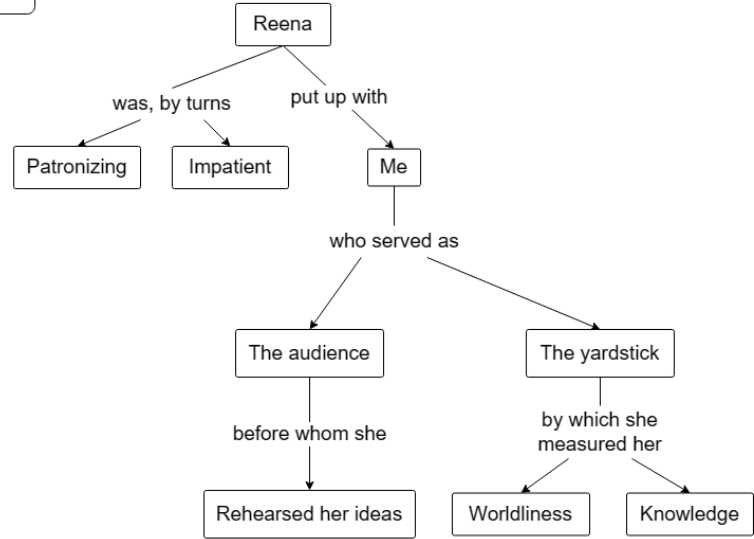 Reena
was, by turns
put up with
Patronizing
Impatient
Me
who served as
The audience
The yardstick
before whom she
by which she
measured her
Rehearsed her ideas
Worldliness
Knowledge